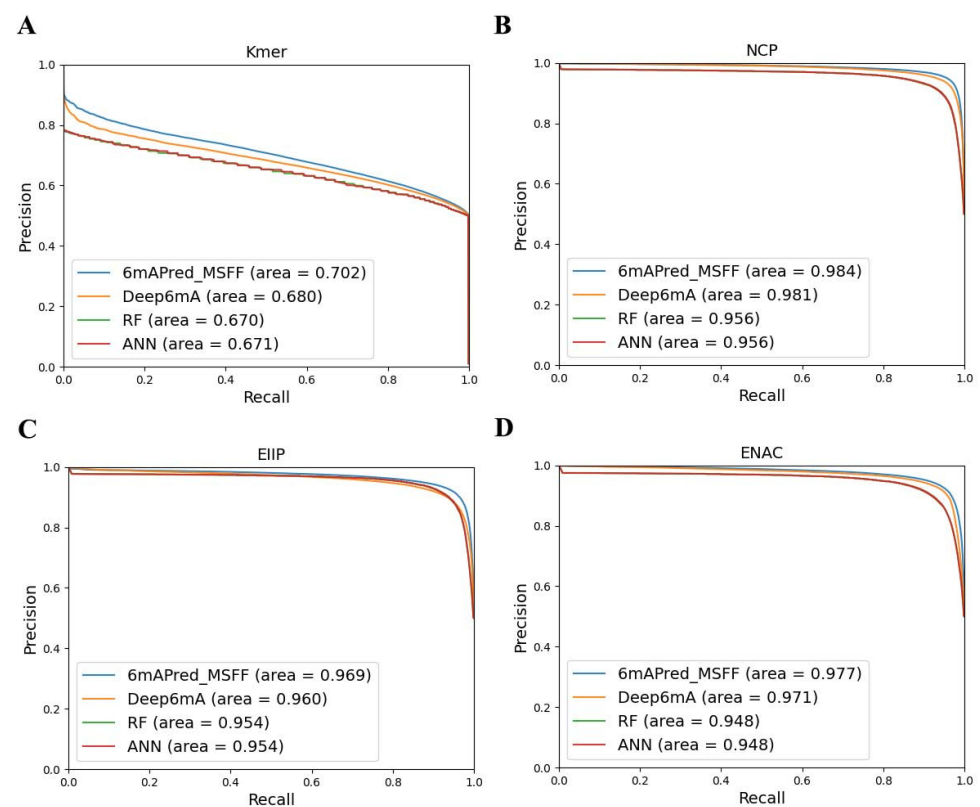 A
Kmer
1.0
0.8
0.6
0.4
0.2
0.0
Precision
6mAPred_MSFF (area = 0.702)
Deep6mA (area = 0.680)
RF (area = 0.670)
ANN (area = 0.671)
0.0 0.2 0.4 0.6 0.8 1.0
Recall
B
NCP
1.0
0.8
0.6
0.4
0.2
0.0
Precision
6mAPred_MSFF (area = 0.984)
Deep6mA (area = 0.981)
RF (area = 0.956)
ANN (area = 0.956)
0.0 0.2 0.4 0.6 0.8 1.0
Recall
C
EIIP
1.0
0.8
0.6
0.4
0.2
0.0
Precision
6mAPred_MSFF (area = 0.969)
Deep6mA (area = 0.960)
RF (area = 0.954)
ANN (area = 0.954)
0.0 0.2 0.4 0.6 0.8 1.0
Recall
D
ENAC
1.0
0.8
0.6
0.4
0.2
0.0
Precision
6mAPred_MSFF (area = 0.977)
Deep6mA (area = 0.971)
RF (area = 0.948)
ANN (area = 0.948)
0.0 0.2 0.4 0.6 0.8 1.0
Recall